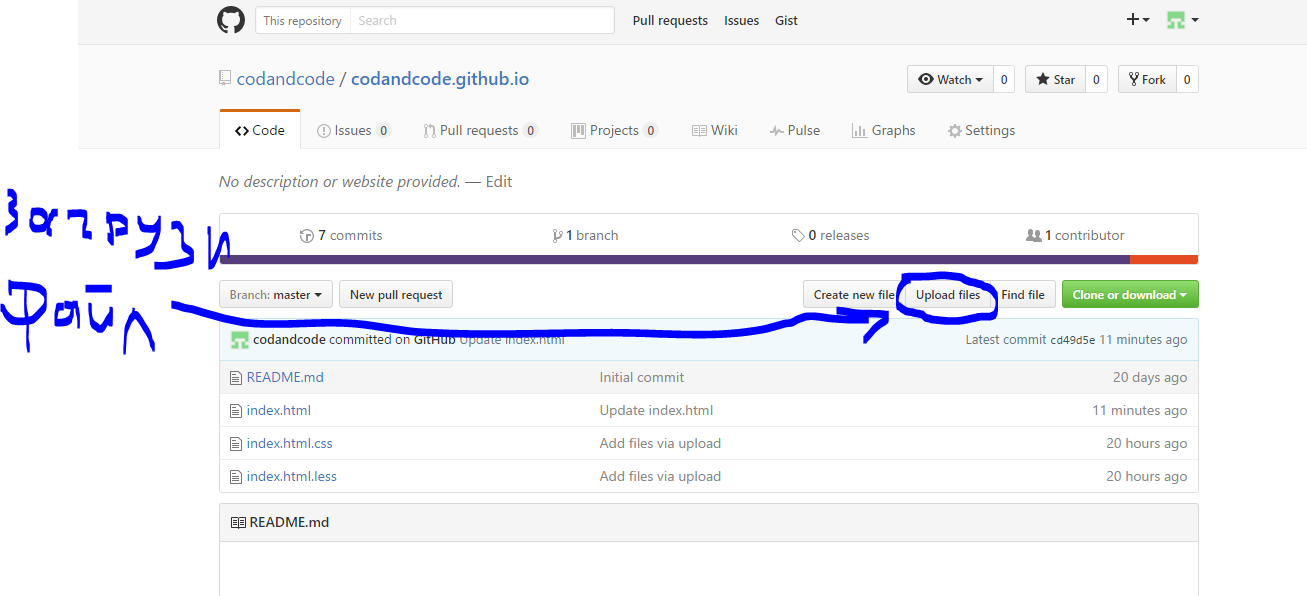 This repository Search Pull requests Issues Gist
codandcode / codandcode.github.io Watch 0 Star 0 Fork 0
Code Issues 0 Pull requests 0 Projects 0 Wiki Pulse Graphs Settings
No description or website provided. — Edit
Загрузи
Файл
7 commits 1 branch 0 releases 1 contributor
Branch: master New pull request Create new file Upload files Find file Clone or download
codandcode committed on GitHub Update index.html Latest commit cd49d5e 11 minutes ago
README.md Initial commit 20 days ago
index.html Update index.html 11 minutes ago
index.html.css Add files via upload 20 hours ago
index.html.less Add files via upload 20 hours ago
README.md